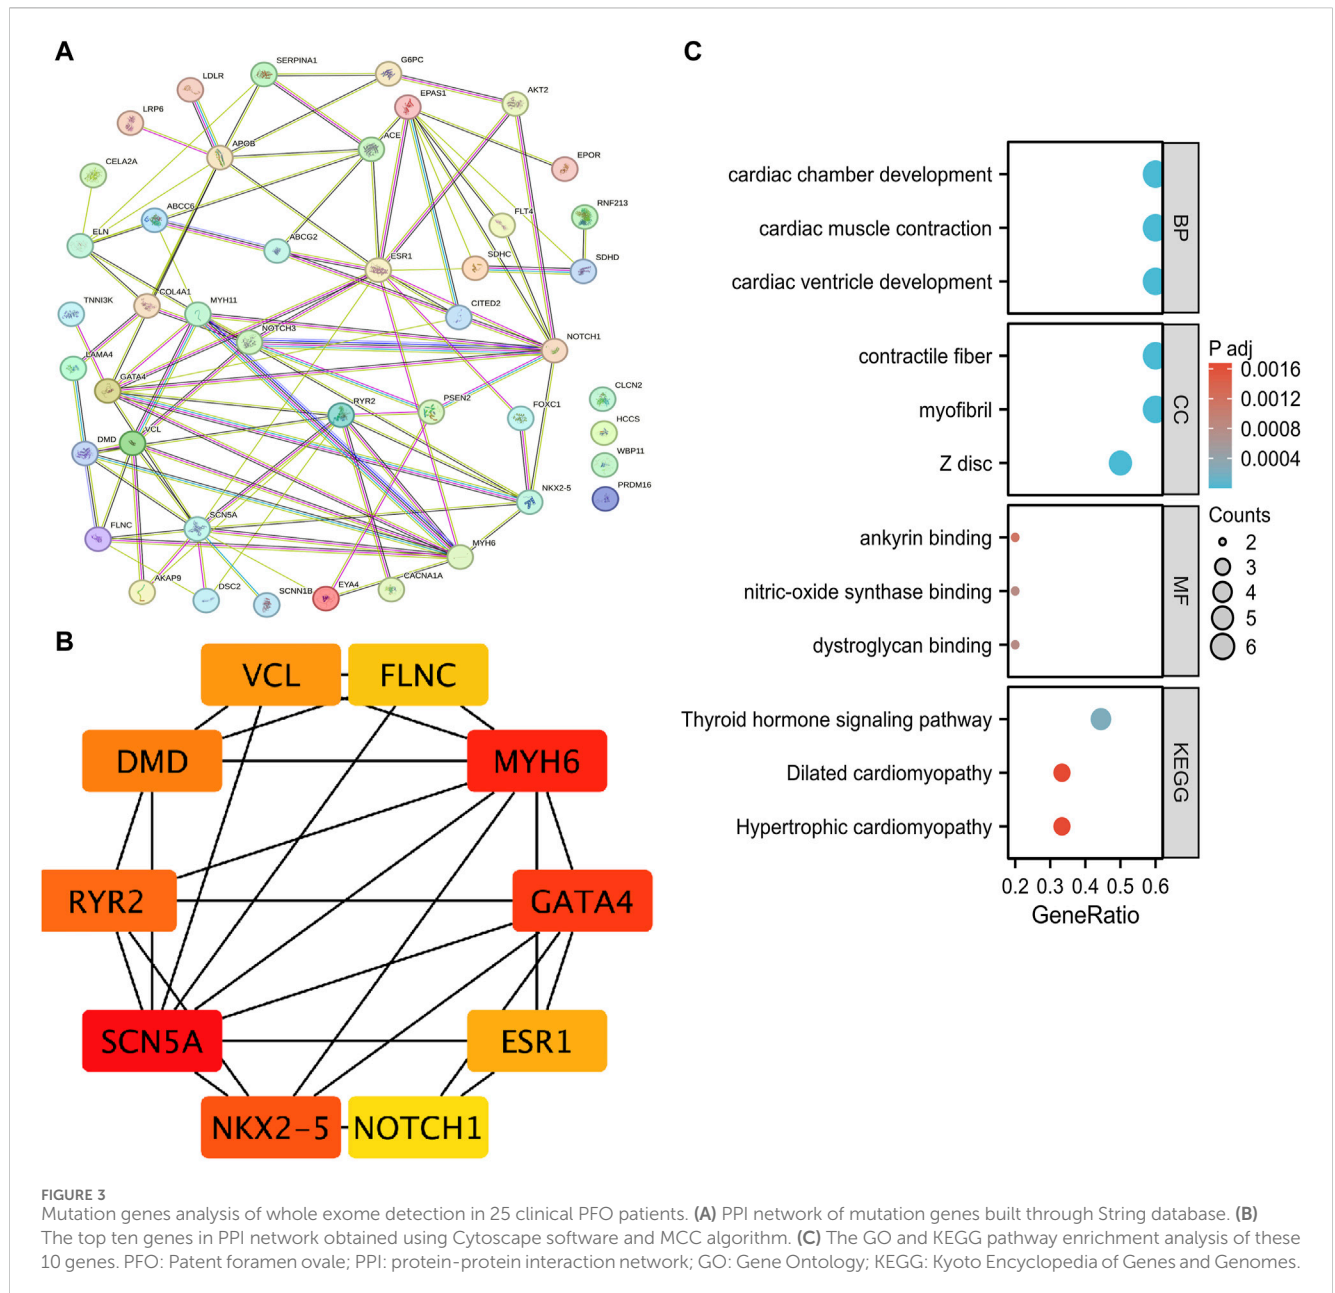 A
SERPINA1
G6PC
LDLR
EPAS1
AKT2
LRP6
ACE
APOB
EPOR
CELA2A
ABCC6
FLT4
RNF213
ELN
ABCG2
ESR1
SDHC
SDHD
TNNI3K
COL4A1
MYH11
CITED2
NOTCH3
NOTCH1
LAMA4
GATA4
CLCN2
RYR2
PSEN2
FOXC1
HCCS
DMD
VCL
WBP11
NKX2-5
PRDM16
FLNC
SCN5A
MYH6
AKAP9
DSC2
SCNN1B
EYA4
CACNA1A
B
VCL
FLNC
DMD
MYH6
RYR2
GATA4
SCN5A
ESR1
NKX2-5
NOTCH1
C
cardiac chamber development
cardiac muscle contraction
cardiac ventricle development
BP
contractile fiber
myofibril
Z disc
CC
ankyrin binding
nitric-oxide synthase binding
dystroglycan binding
MF
Thyroid hormone signaling pathway
Dilated cardiomyopathy
Hypertrophic cardiomyopathy
KEGG
0.2 0.3 0.4 0.5 0.6
GeneRatio
P adj
0.0016
0.0012
0.0008
0.0004
Counts
2
3
4
5
6
FIGURE 3
Mutation genes analysis of whole exome detection in 25 clinical PFO patients. (A) PPI network of mutation genes built through String database. (B)
The top ten genes in PPI network obtained using Cytoscape software and MCC algorithm. (C) The GO and KEGG pathway enrichment analysis of these
10 genes. PFO: Patent foramen ovale; PPI: protein-protein interaction network; GO: Gene Ontology; KEGG: Kyoto Encyclopedia of Genes and Genomes.